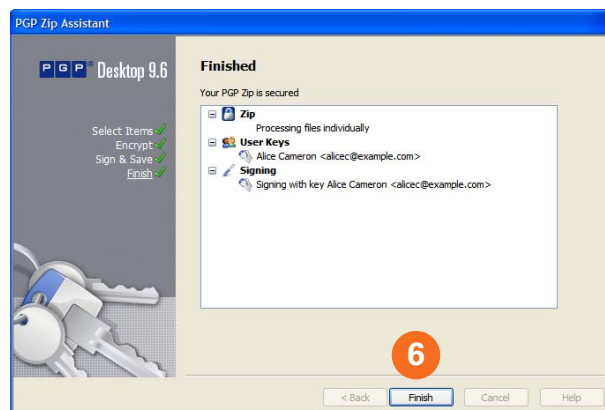 PGP Zip Assistant
PGP® Desktop 9.6
Select Items
Encrypt
Sign & Save
Finish
Finished
Your PGP Zip is secured
Zip
Processing files individually
User Keys
Alice Cameron <alicec@example.com>
Signing
Signing with key Alice Cameron <alicec@example.com>
6
< Back
Finish
Cancel
Help